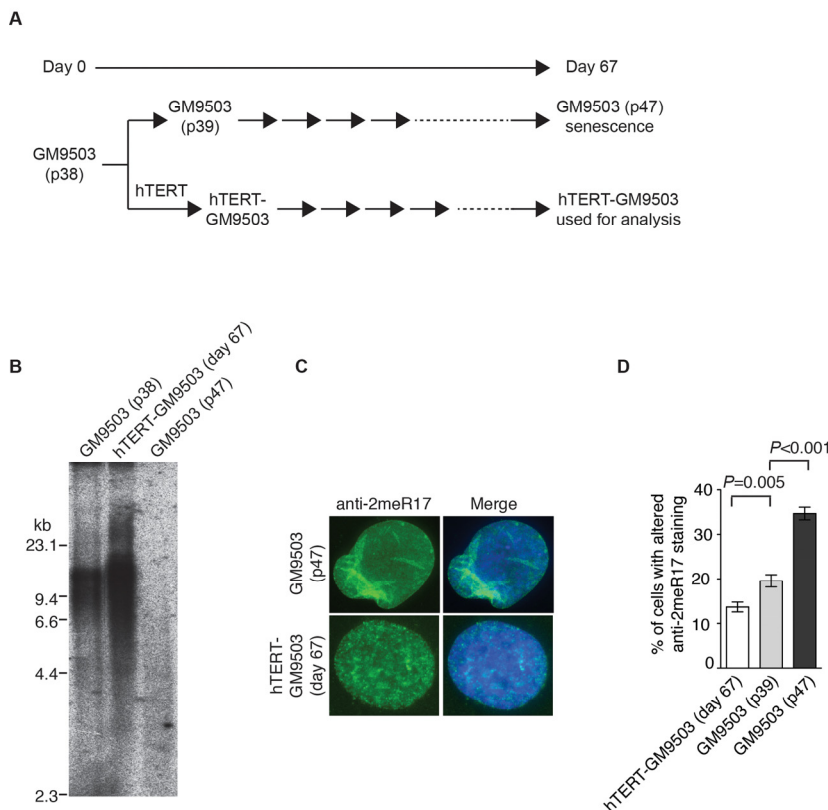 A
Day 0
Day 67
GM9503
(p39)
GM9503 (p47)
senescence
GM9503
(p38)
hTERT
hTERT-
GM9503
hTERT-GM9503
used for analysis
B
GM9503 (p38)
hTERT-GM9503 (day 67)
GM9503 (p47)
kb
23.1
9.4
6.6
4.4
2.3
C
anti-2meR17
Merge
GM9503
(p47)
hTERT-
GM9503
(day 67)
D
P<0.001
P=0.005
% of cells with altered
anti-2meR17 staining
40
30
20
10
0
hTERT-GM9503 (day 67)
GM9503 (p39)
GM9503 (p47)